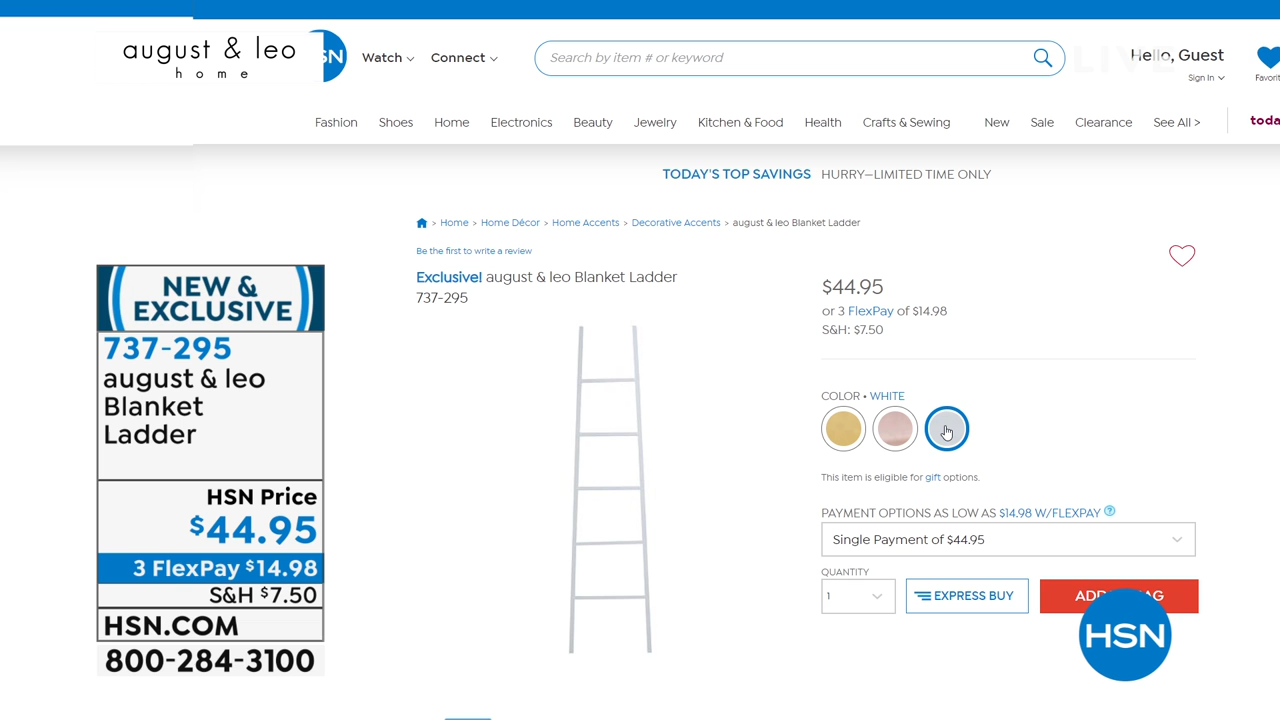 august & leo
home
SN
Watch
Connect
Search by item # or keyword
LIVE
Hello, Guest
Sign In
Favori
Fashion
Shoes
Home
Electronics
Beauty
Jewelry
Kitchen & Food
Health
Crafts & Sewing
New
Sale
Clearance
See All >
toda
TODAY'S TOP SAVINGS HURRY—LIMITED TIME ONLY
> Home > Home Décor > Home Accents > Decorative Accents > august & leo Blanket Ladder
Be the first to write a review
Exclusive! august & leo Blanket Ladder
737-295
$44.95
or 3 FlexPay of $14.98
S&H: $7.50
COLOR • WHITE
This item is eligible for gift options.
PAYMENT OPTIONS AS LOW AS $14.98 W/FLEXPAY ?
Single Payment of $44.95
QUANTITY
1
EXPRESS BUY
ADD AG
HSN
NEW &
EXCLUSIVE
737-295
august & leo
Blanket
Ladder
HSN Price
$44.95
3 FlexPay $14.98
S&H $7.50
HSN.COM
800-284-3100